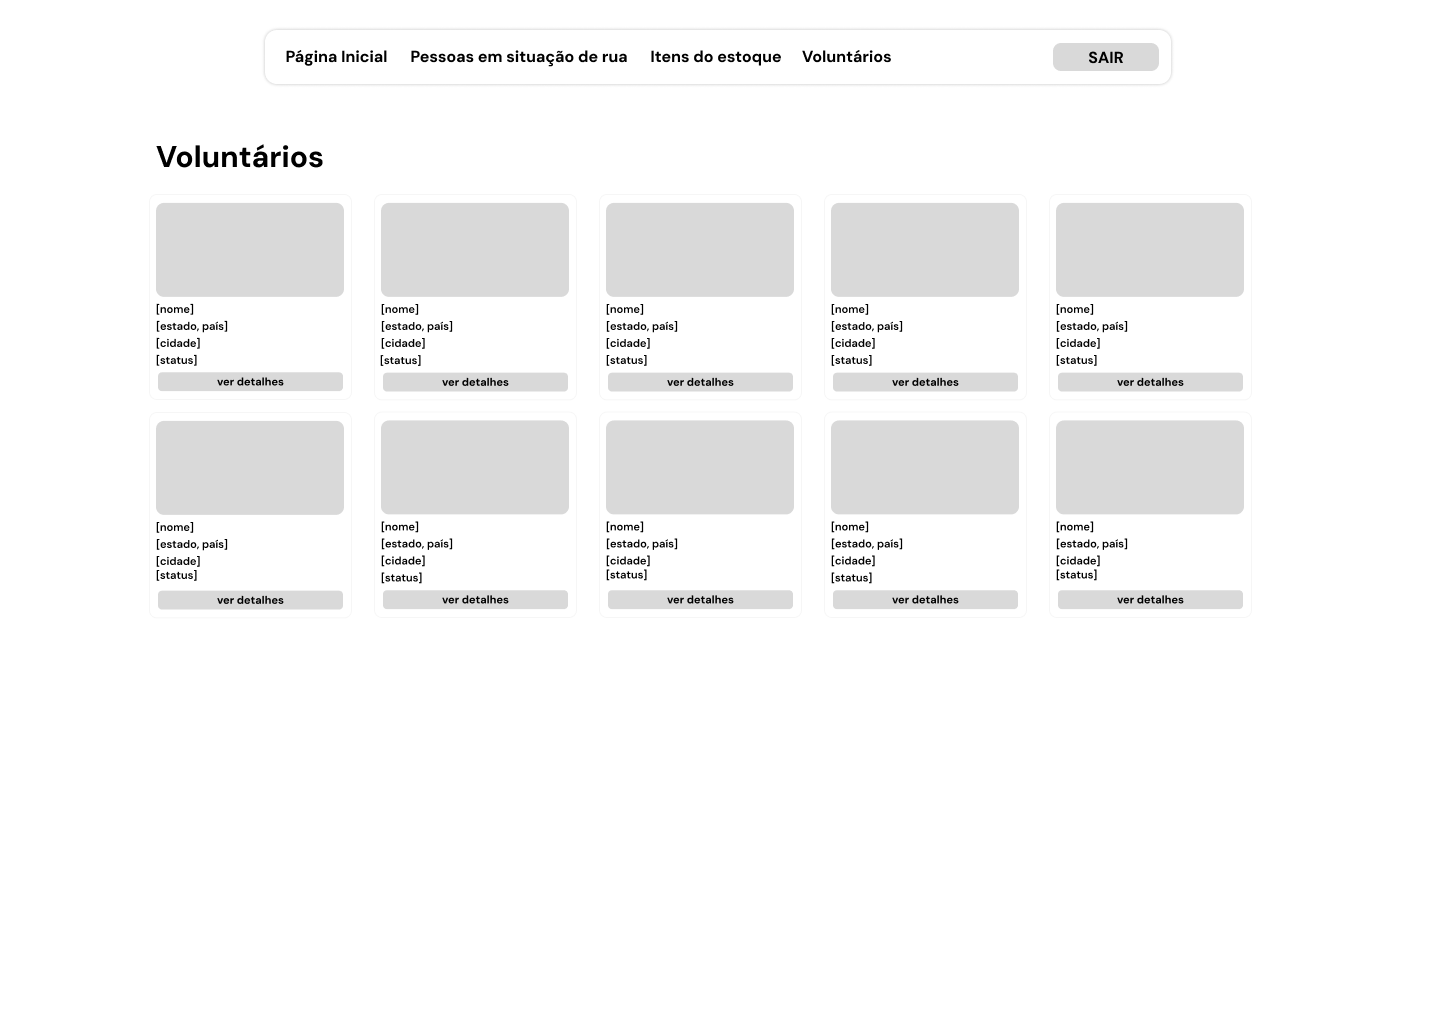 Página Inicial Pessoas em situação de rua Itens do estoque Voluntários SAIR
Voluntários
[nome] [nome] [nome] [nome] [nome]
[estado, país] [estado, país] [estado, país] [estado, país] [estado, país]
[cidade] [cidade] [cidade] [cidade] [cidade]
[status] [status] [status] [status] [status]
ver detalhes ver detalhes ver detalhes ver detalhes ver detalhes
[nome] [nome] [nome] [nome] [nome]
[estado, país] [estado, país] [estado, país] [estado, país] [estado, país]
[cidade] [cidade] [cidade] [cidade] [cidade]
[status] [status] [status] [status] [status]
ver detalhes ver detalhes ver detalhes ver detalhes ver detalhes